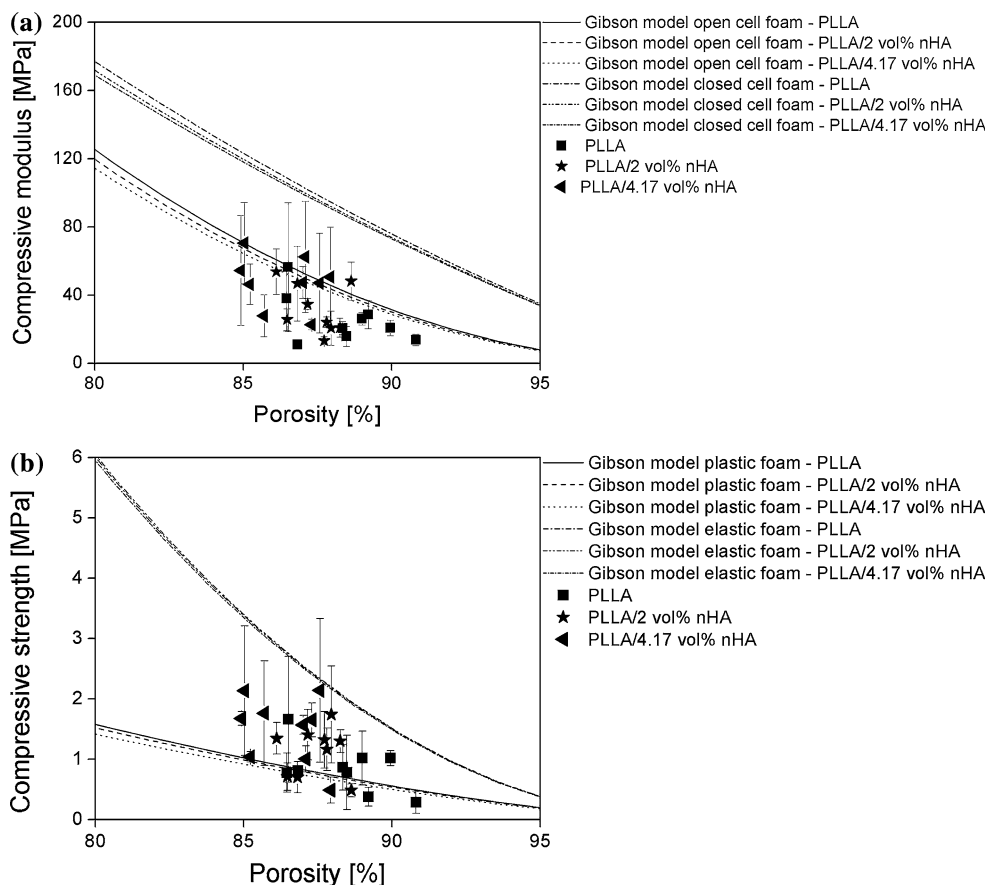 (a)
200
160
120
80
40
0
Compressive modulus [MPa]
80 85 90 95
Porosity [%]
Gibson model open cell foam - PLLA
Gibson model open cell foam - PLLA/2 vol% nHA
Gibson model open cell foam - PLLA/4.17 vol% nHA
Gibson model closed cell foam - PLLA
Gibson model closed cell foam - PLLA/2 vol% nHA
Gibson model closed cell foam - PLLA/4.17 vol% nHA
PLLA
PLLA/2 vol% nHA
PLLA/4.17 vol% nHA
(b)
6
5
4
3
2
1
0
Compressive strength [MPa]
80 85 90 95
Porosity [%]
Gibson model plastic foam - PLLA
Gibson model plastic foam - PLLA/2 vol% nHA
Gibson model plastic foam - PLLA/4.17 vol% nHA
Gibson model elastic foam - PLLA
Gibson model elastic foam - PLLA/2 vol% nHA
Gibson model elastic foam - PLLA/4.17 vol% nHA
PLLA
PLLA/2 vol% nHA
PLLA/4.17 vol% nHA